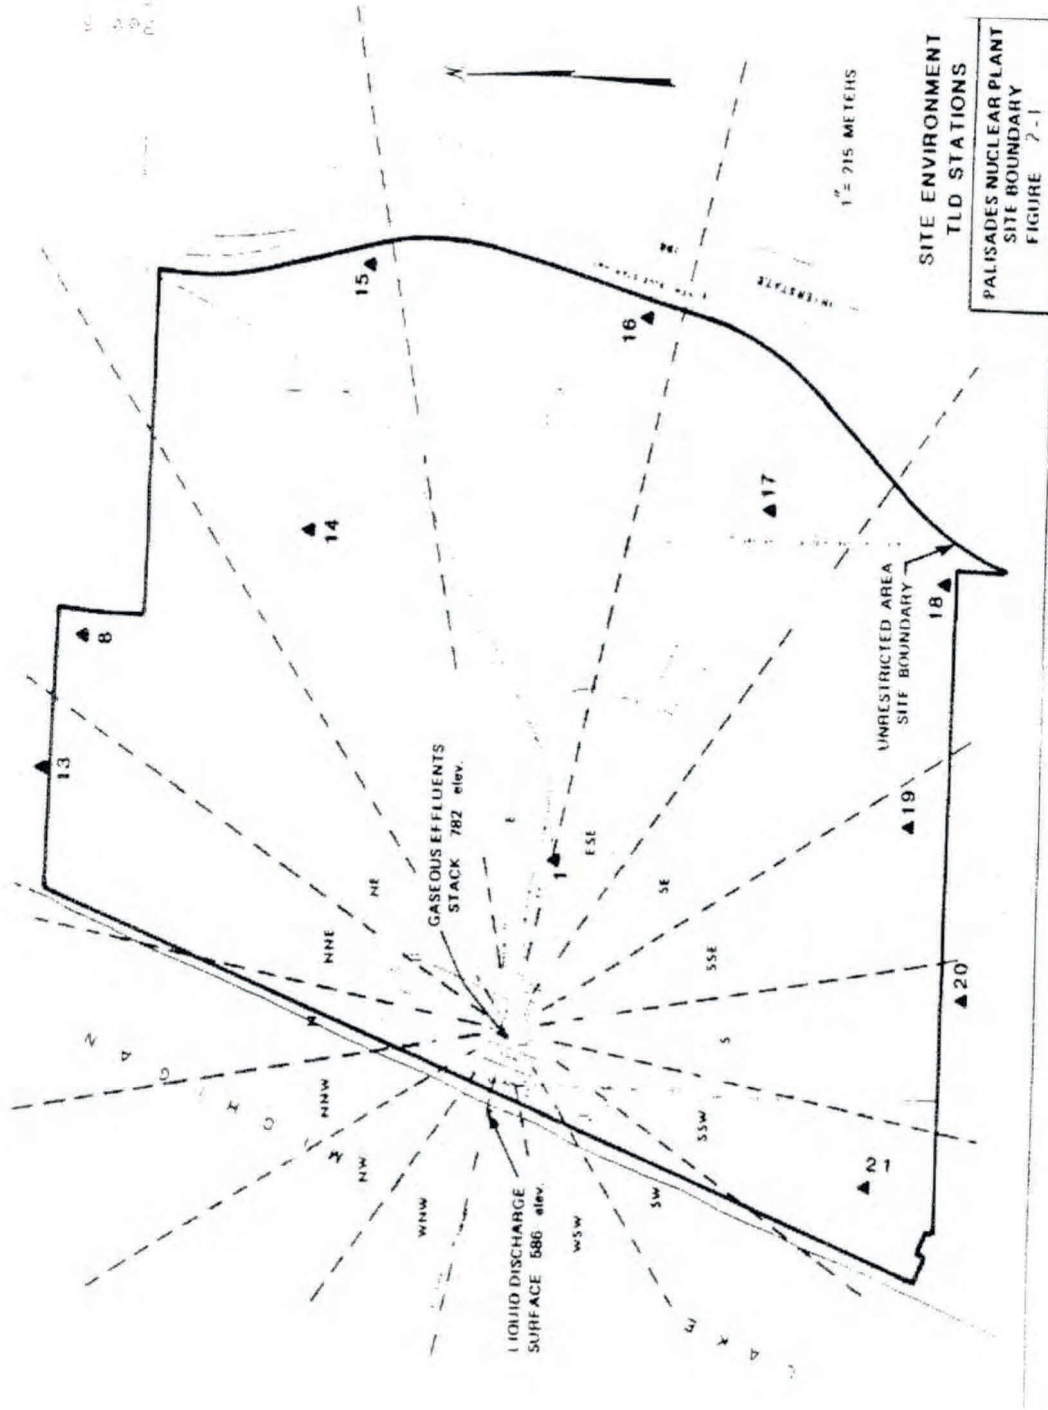 13
8
14
15
16
17
18
19
20
21
1
N
NNE
NE
E
ESE
SE
SSE
S
SSW
SW
WSW
WNW
NW
NNW
GASEOUS EFFLUENTS
STACK 782 elev.
LIQUID DISCHARGE
SURFACE 586 elev.
UNRESTRICTED AREA
SITE BOUNDARY
INTERSTATE
196
N
1" = 215 METERS
SITE ENVIRONMENT
TLD STATIONS
PALISADES NUCLEAR PLANT
SITE BOUNDARY
FIGURE 2-1